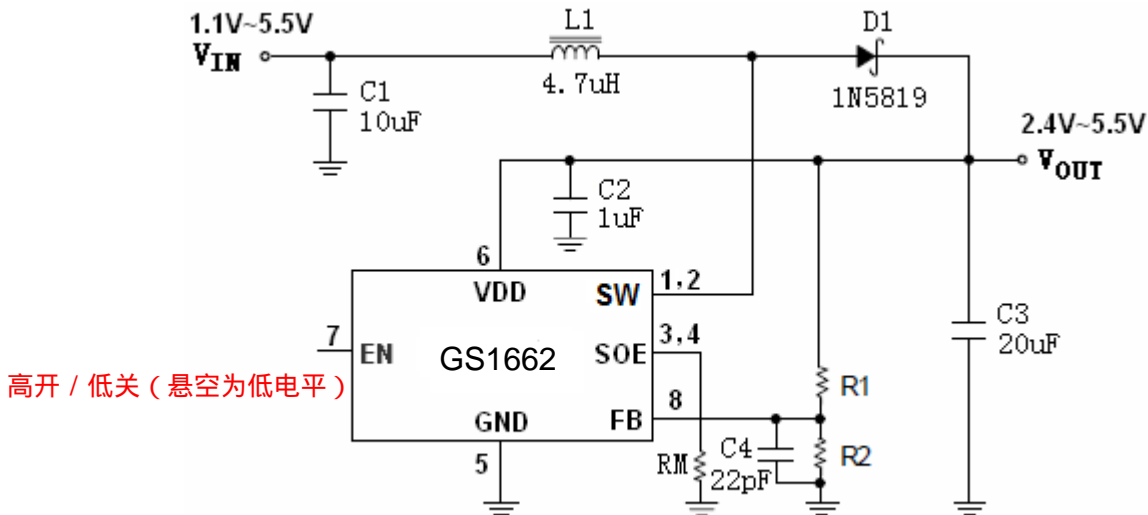 1.1V~5.5V
VIN
L1
4.7uH
D1
1N5819
C1
10uF
2.4V~5.5V
VOUT
C2
1uF
6
VDD
SW
1,2
7
EN
GS1662
SOE
3,4
C3
20uF
高开 / 低关（悬空为低电平）
8
R1
GND
FB
5
RM
C4
22pF
R2